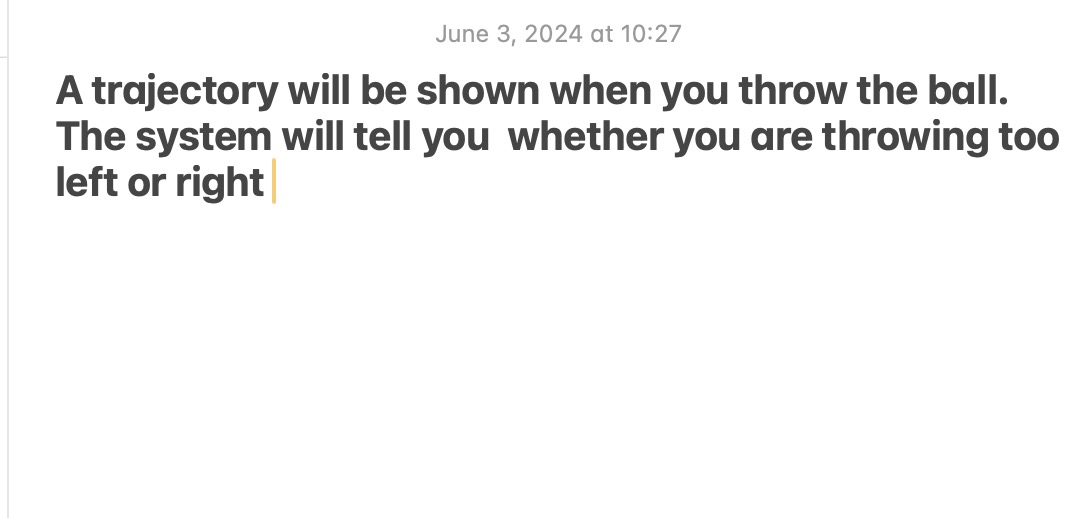 June 3, 2024 at 10:27
A trajectory will be shown when you throw the ball.
The system will tell you  whether you are throwing too
left or right